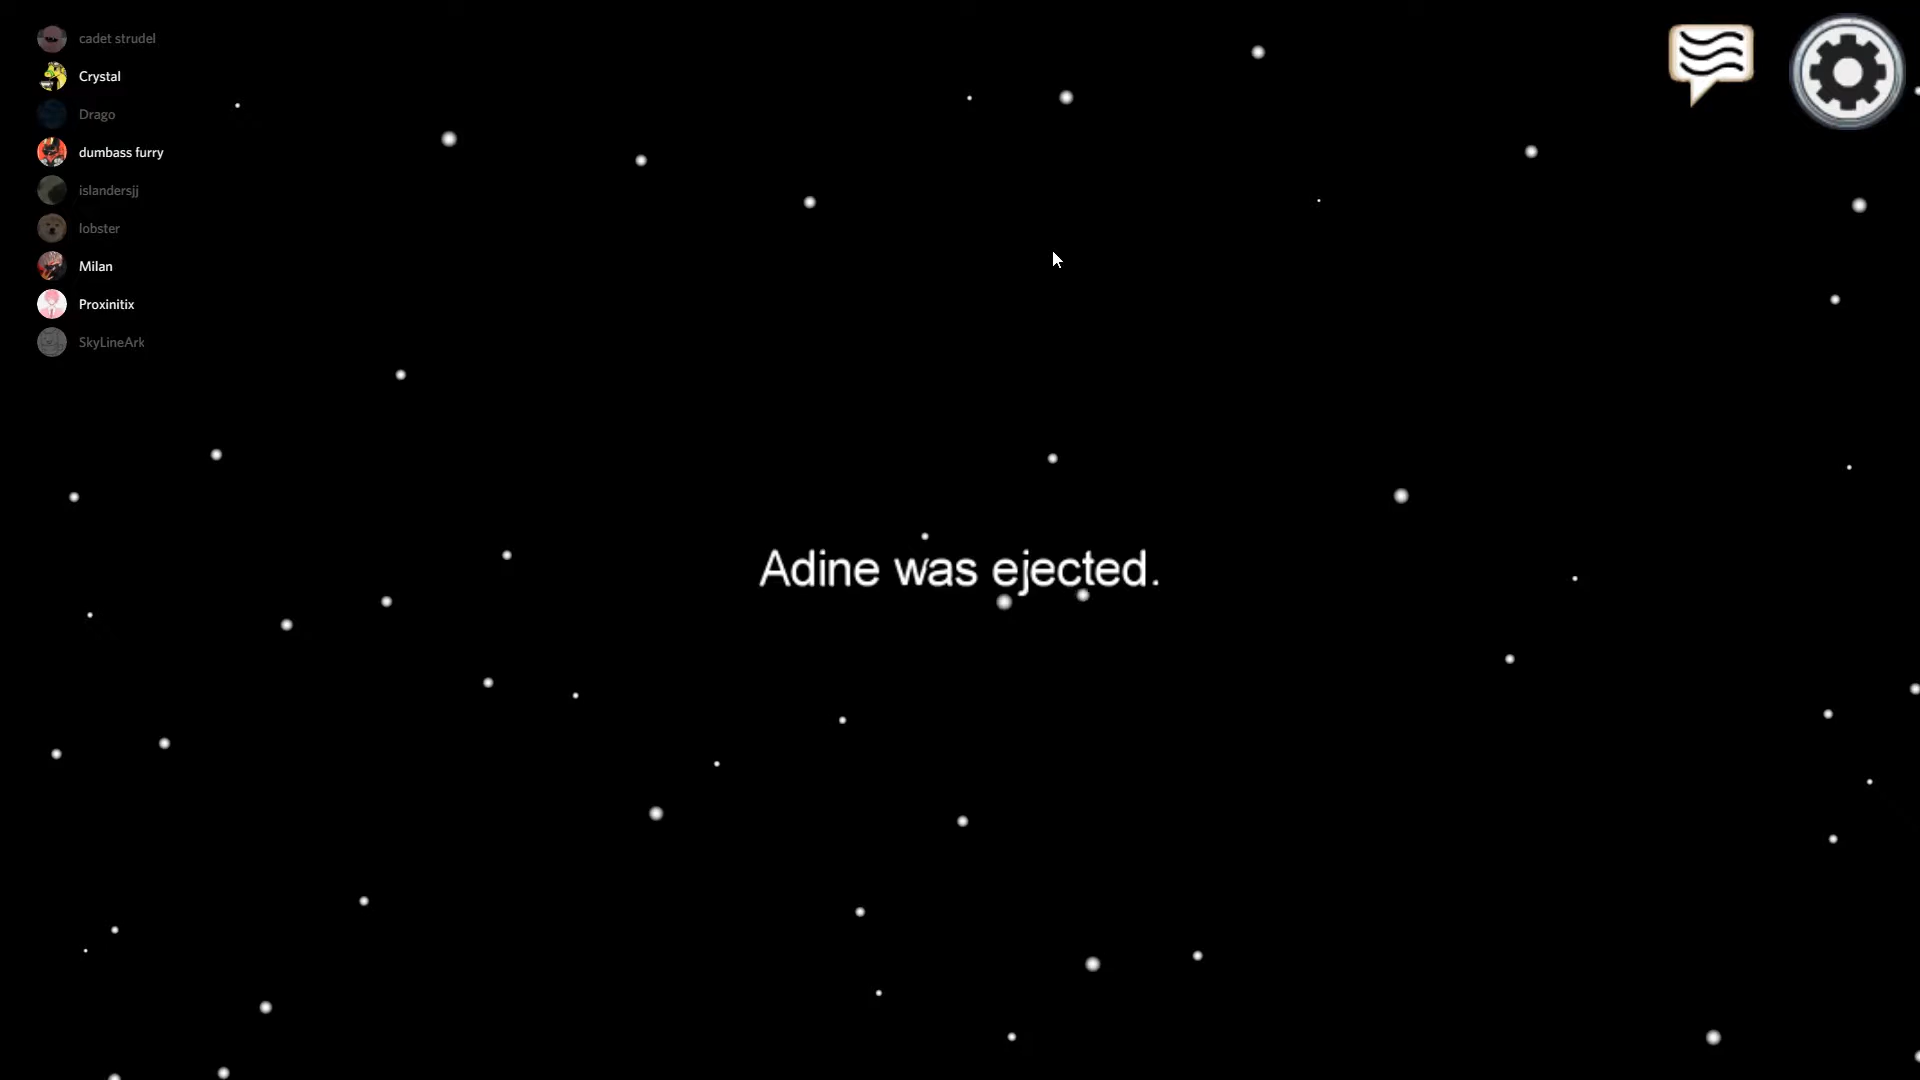 cadet strudel
Crystal
Drago
dumbass furry
islandersjj
lobster
Milan
Proxinitix
SkyLineArk
Adine was ejected.